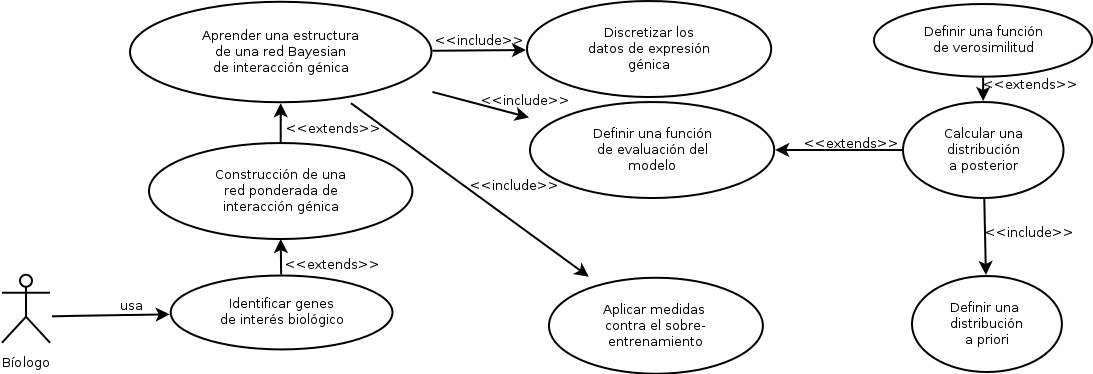 Aprender una estructura
de una red Bayesian
de interacción génica
<<include>>
Discretizar los
datos de expresión
génica
Definir una función
de verosimilitud
<<extends>>
<<include>>
<<extends>>
Definir una función
de evaluación del
modelo
<<extends>>
Calcular una
distribución
a posterior
Construcción de una
red ponderada de
interacción génica
<<include>>
<<include>>
<<extends>>
usa
Identificar genes
de interés biológico
Aplicar medidas
contra el sobre-
entrenamiento
Definir una
distribución
a priori
Bíologo